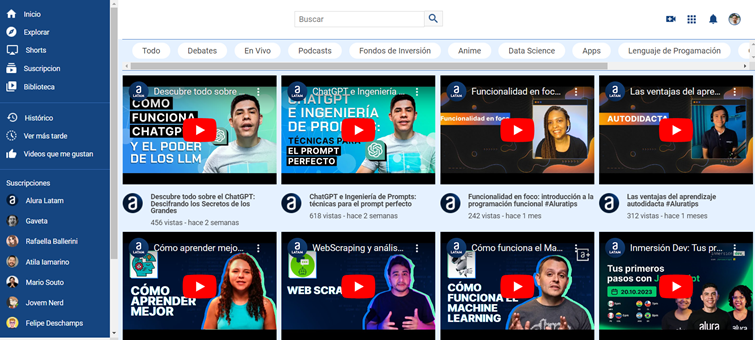 Inicio
Explorar
Shorts
Suscripcion
Biblioteca
Histórico
Ver más tarde
Videos que me gustan
Suscripciones
Alura Latam
Gaveta
Rafaella Ballerini
Atila Iamarino
Mario Souto
Jovem Nerd
Felipe Deschamps
Buscar
Todo
Debates
En Vivo
Podcasts
Fondos de Inversión
Anime
Data Science
Apps
Lenguaje de Progamación
Descubre todo sobre
CÓMO
FUNCIONA
CHATGPT
Y EL PODER
DE LOS LLM
ChatGPT e Ingeniería
CHATGPT
E INGENIERÍA
DE PROMP
TÉCNICAS PARA
EL PROMPT
PERFECTO
Funcionalidad en foc...
Funcionalidad en foco:
Las ventajas del apre...
AUTODIDACTA
Descubre todo sobre el ChatGPT:
Descifrando los Secretos de los
Grandes
456 vistas - hace 2 semanas
ChatGPT e Ingeniería de Prompts:
técnicas para el prompt perfecto
618 vistas - hace 2 semanas
Funcionalidad en foco: introducción a la
programación funcional #Aluratips
242 vistas - hace 1 mes
Las ventajas del aprendizaje
autodidacta #Aluratips
312 vistas - hace 1 meses
Cómo aprender mejo...
CÓMO
APRENDER
MEJOR
WebScraping y anális...
WEB SCRA
Cómo funciona el Ma...
CÓMO
FUNCIONA EL
MACHINE
LEARNING
Inmersión Dev: Tus pr...
Tus primeros
pasos con
20.10.2023
alura